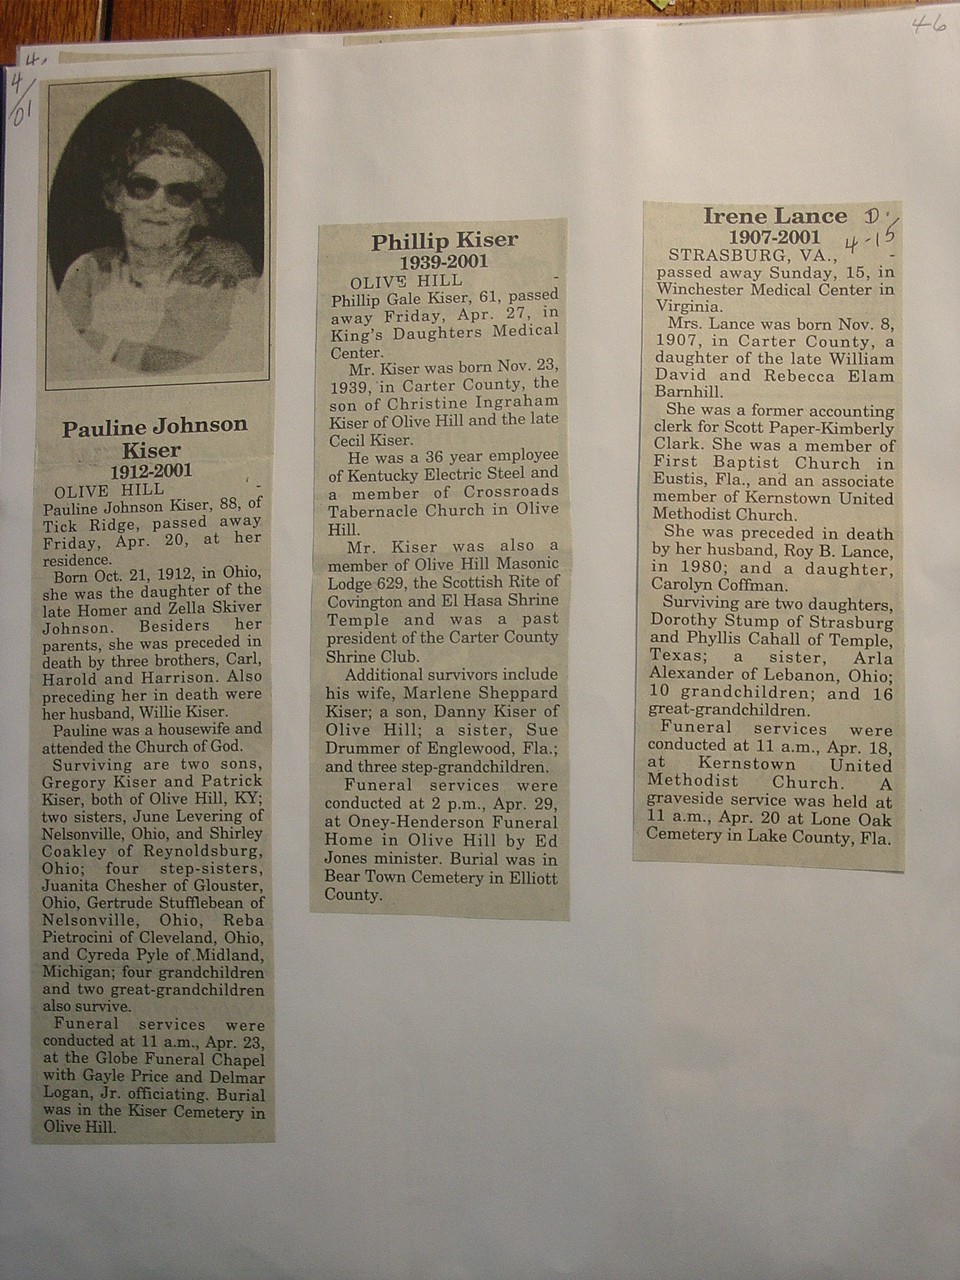 46
4,
4/01
Pauline Johnson
Kiser
1912-2001
OLIVE HILL -
Pauline Johnson Kiser, 88, of
Tick Ridge, passed away
Friday, Apr. 20, at her
residence.
Born Oct. 21, 1912, in Ohio,
she was the daughter of the
late Homer and Zella Skiver
Johnson. Besiders her
parents, she was preceded in
death by three brothers, Carl,
Harold and Harrison. Also
preceding her in death were
her husband, Willie Kiser.
Pauline was a housewife and
attended the Church of God.
Surviving are two sons,
Gregory Kiser and Patrick
Kiser, both of Olive Hill, KY;
two sisters, June Levering of
Nelsonville, Ohio, and Shirley
Coakley of Reynoldsburg,
Ohio; four step-sisters,
Juanita Chesher of Glouster,
Ohio, Gertrude Stufflebean of
Nelsonville, Ohio, Reba
Pietrocini of Cleveland, Ohio,
and Cyreda Pyle of Midland,
Michigan; four grandchildren
and two great-grandchildren
also survive.
Funeral services were
conducted at 11 a.m., Apr. 23,
at the Globe Funeral Chapel
with Gayle Price and Delmar
Logan, Jr. officiating. Burial
was in the Kiser Cemetery in
Olive Hill.
Phillip Kiser
1939-2001
OLIVE HILL -
Phillip Gale Kiser, 61, passed
away Friday, Apr. 27, in
King's Daughters Medical
Center.
Mr. Kiser was born Nov. 23,
1939, in Carter County, the
son of Christine Ingraham
Kiser of Olive Hill and the late
Cecil Kiser.
He was a 36 year employee
of Kentucky Electric Steel and
a member of Crossroads
Tabernacle Church in Olive
Hill.
Mr. Kiser was also a
member of Olive Hill Masonic
Lodge 629, the Scottish Rite of
Covington and El Hasa Shrine
Temple and was a past
president of the Carter County
Shrine Club.
Additional survivors include
his wife, Marlene Sheppard
Kiser; a son, Danny Kiser of
Olive Hill; a sister, Sue
Drummer of Englewood, Fla.;
and three step-grandchildren.
Funeral services were
conducted at 2 p.m., Apr. 29,
at Oney-Henderson Funeral
Home in Olive Hill by Ed
Jones minister. Burial was in
Bear Town Cemetery in Elliott
County.
Irene Lance D.
1907-2001 4-15
STRASBURG, VA., -
passed away Sunday, 15, in
Winchester Medical Center in
Virginia.
Mrs. Lance was born Nov. 8,
1907, in Carter County, a
daughter of the late William
David and Rebecca Elam
Barnhill.
She was a former accounting
clerk for Scott Paper-Kimberly
Clark. She was a member of
First Baptist Church in
Eustis, Fla., and an associate
member of Kernstown United
Methodist Church.
She was preceded in death
by her husband, Roy B. Lance,
in 1980; and a daughter,
Carolyn Coffman.
Surviving are two daughters,
Dorothy Stump of Strasburg
and Phyllis Cahall of Temple,
Texas; a sister, Arla
Alexander of Lebanon, Ohio;
10 grandchildren; and 16
great-grandchildren.
Funeral services were
conducted at 11 a.m., Apr. 18,
at Kernstown United
Methodist Church. A
graveside service was held at
11 a.m., Apr. 20 at Lone Oak
Cemetery in Lake County, Fla.